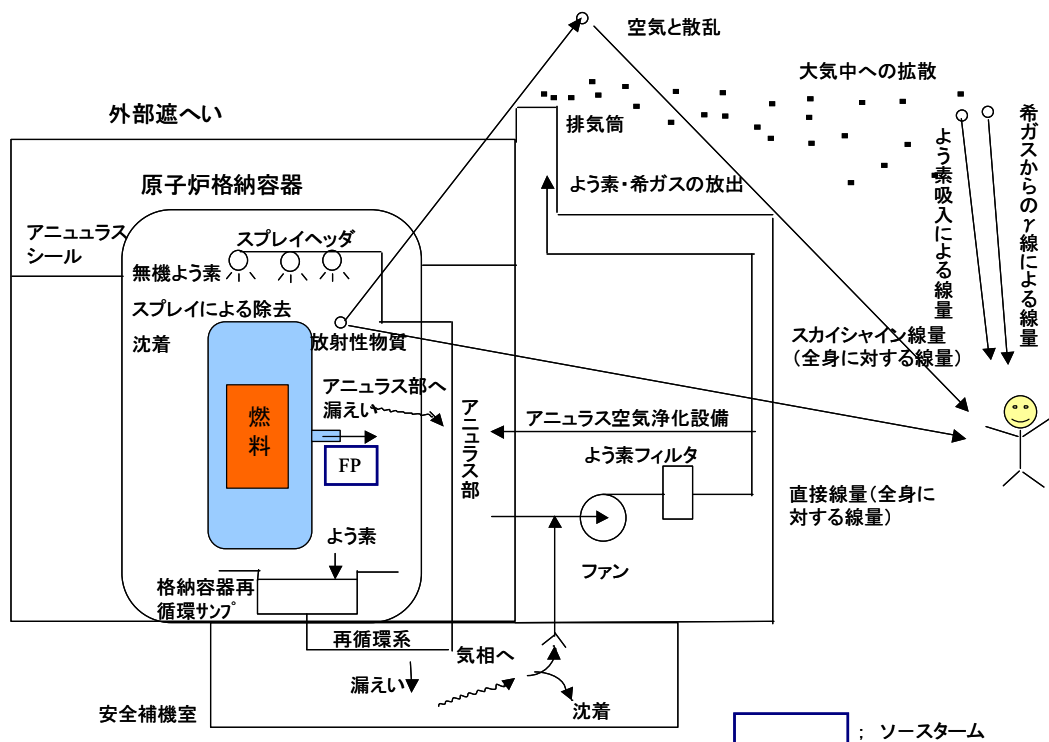 空気と散乱
大気中への拡散
外部遮へい
排気筒
希ガスからのγ線による線量
よう素吸入による線量
原子炉格納容器
よう素・希ガスの放出
アニュラス
シール
スプレイヘッダ
無機よう素
スプレイによる除去
沈着
放射性物質
スカイシャイン線量
(全身に対する線量)
アニュラス部へ
漏えい
アニュラス部
アニュラス空気浄化設備
燃料
FP
よう素フィルタ
直接線量(全身に
対する線量)
よう素
ファン
格納容器再
循環サンプ
再循環系
気相へ
漏えい
沈着
安全補機室
; ソースターム